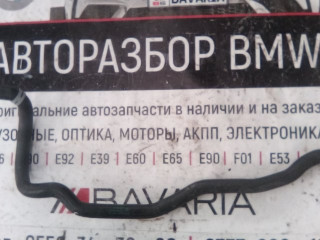 BAVARIA
АВТОРАЗБОР BMW
оригинальные автозапчасти в наличии и на заказ
УЗОВНЫЕ, ОПТИКА, МОТОРЫ, АКПП, ЭЛЕКТРОНИКА
E92 | E39 | E60 | E65 | E90 | F01 | E53
BAVARIA